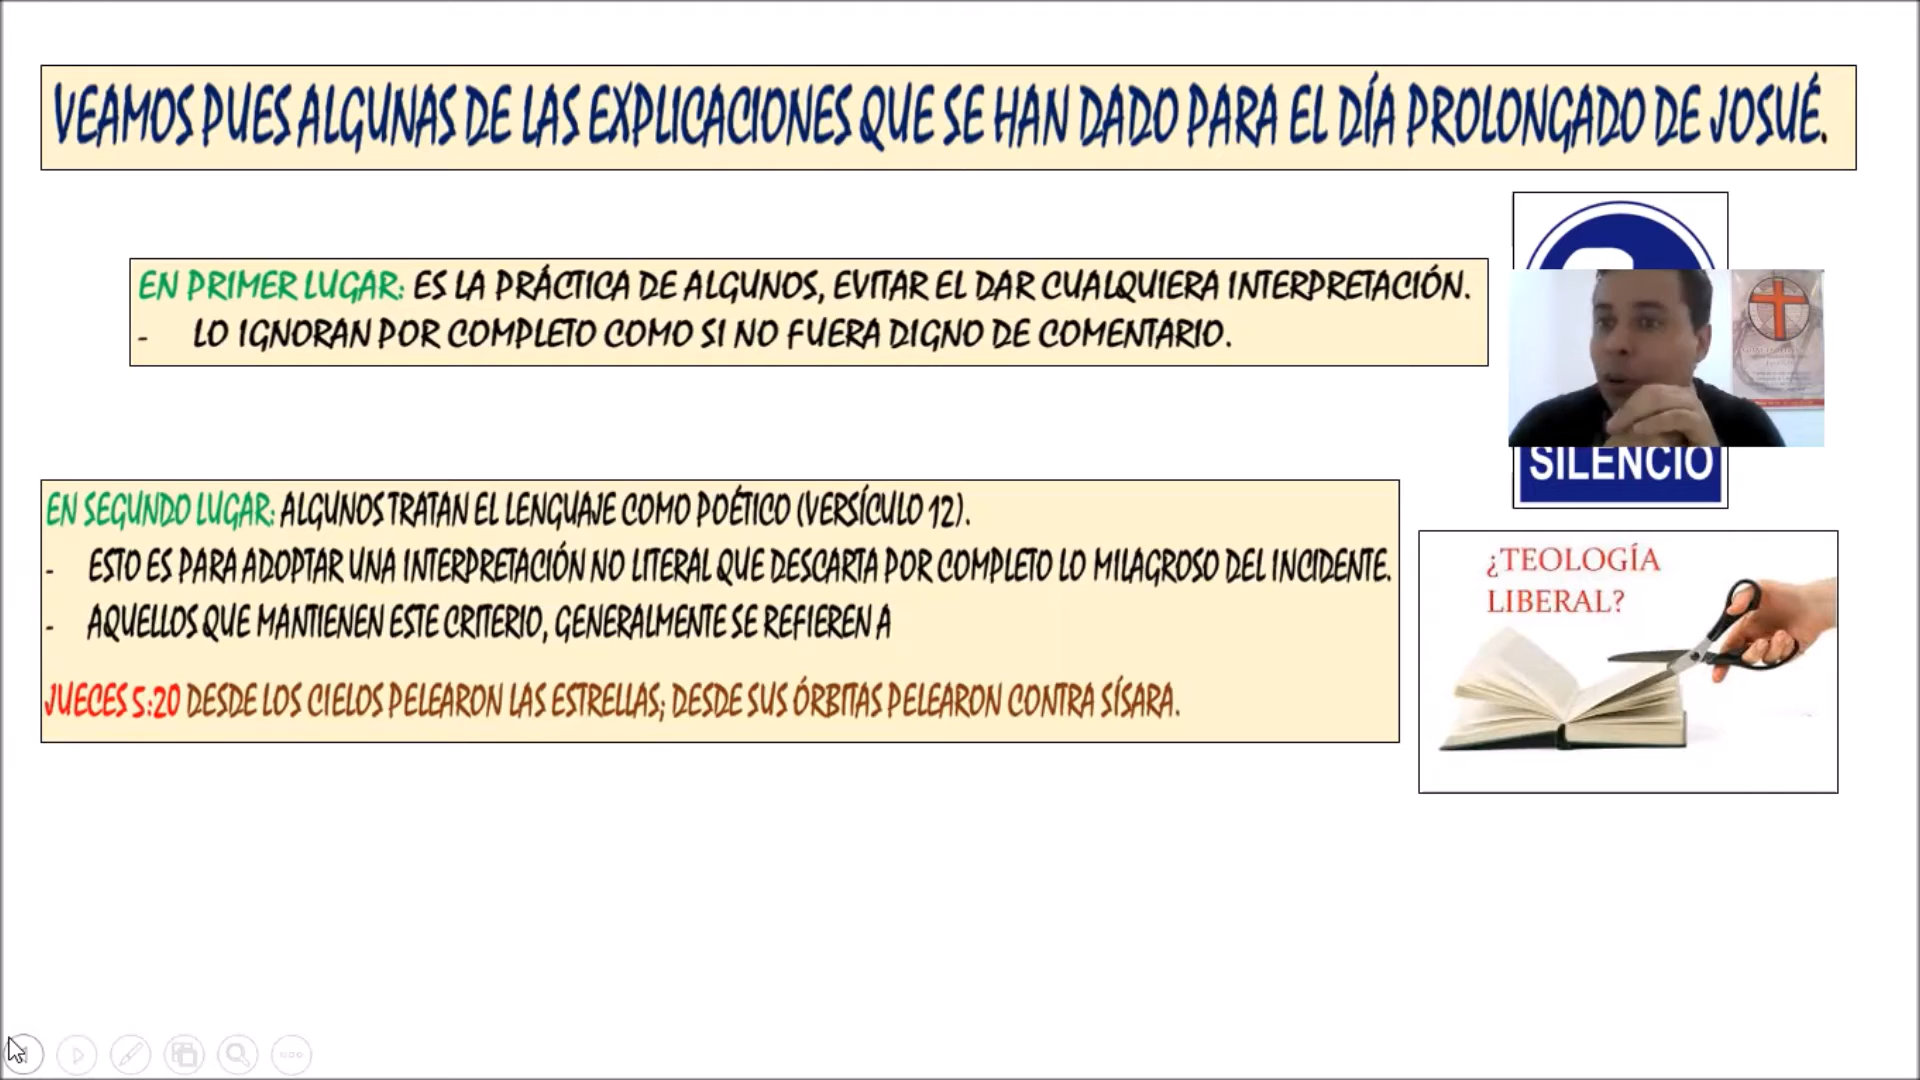 VEAMOS PUES ALGUNAS DE LAS EXPLICACIONES QUE SE HAN DADO PARA EL DÍA PROLONGADO DE JOSUÉ.
EN PRIMER LUGAR: ES LA PRÁCTICA DE ALGUNOS, EVITAR EL DAR CUALQUIERA INTERPRETACIÓN.
- LO IGNORAN POR COMPLETO COMO SI NO FUERA DIGNO DE COMENTARIO.
SILENCIO
EN SEGUNDO LUGAR: ALGUNOS TRATAN EL LENGUAJE COMO POÉTICO (VERSÍCULO 12).
- ESTO ES PARA ADOPTAR UNA INTERPRETACIÓN NO LITERAL QUE DESCARTA POR COMPLETO LO MILAGROSO DEL INCIDENTE.
- AQUELLOS QUE MANTIENEN ESTE CRITERIO, GENERALMENTE SE REFIEREN A
JUECES 5:20 DESDE LOS CIELOS PELEARON LAS ESTRELLAS; DESDE SUS ÓRBITAS PELEARON CONTRA SÍSARA.
¿TEOLOGÍA
LIBERAL?